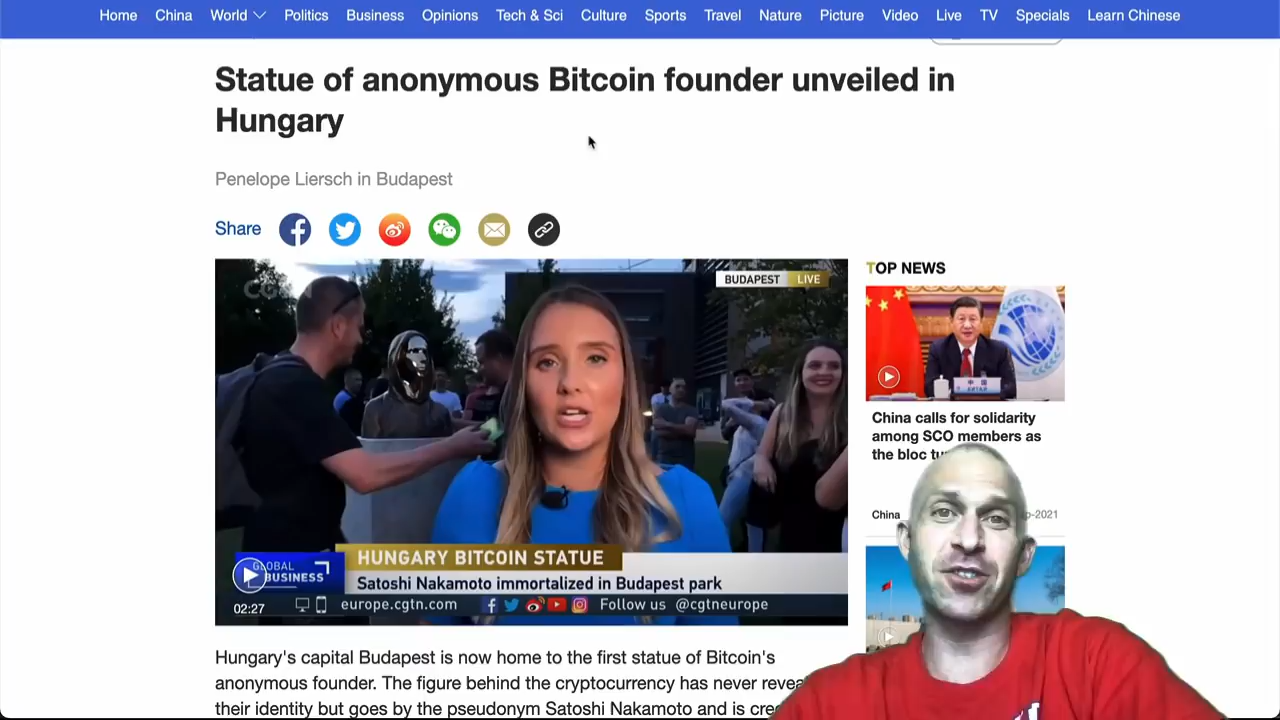 Home China World Politics Business Opinions Tech & Sci Culture Sports Travel Nature Picture Video Live TV Specials Learn Chinese
Statue of anonymous Bitcoin founder unveiled in
Hungary
Penelope Liersch in Budapest
Share
BUDAPEST LIVE
HUNGARY BITCOIN STATUE
GLOBAL
BUSINESS
Satoshi Nakamoto immortalized in Budapest park
02:27
europe.cgtn.com
Follow us @cgtneurope
TOP NEWS
中国
China calls for solidarity
among SCO members as
the bloc
China
-2021
Hungary's capital Budapest is now home to the first statue of Bitcoin's
anonymous founder. The figure behind the cryptocurrency has never
their identity but goes by the pseudonym Satoshi Nakamoto and is